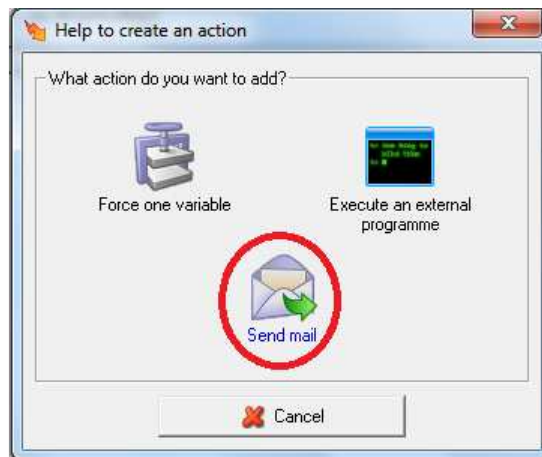 Help to create an action
What action do you want to add?
Force one variable
Execute an external
programme
Send mail
Cancel